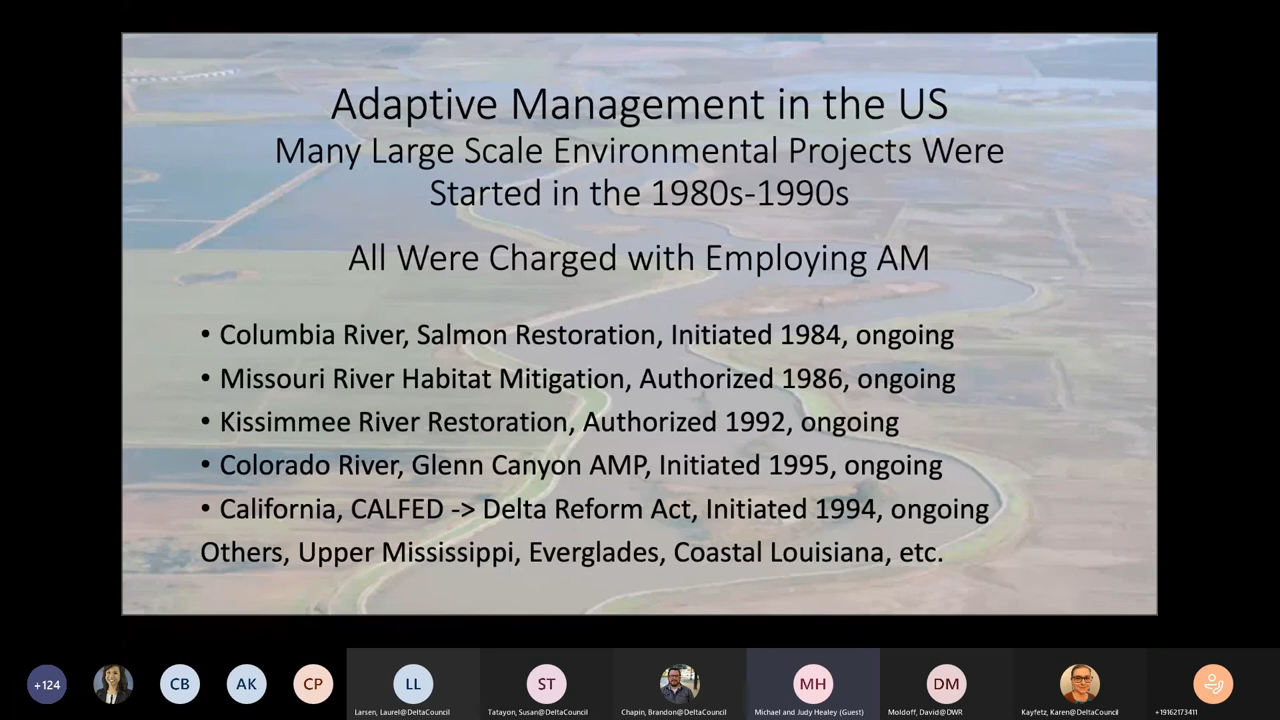 Adaptive Management in the US
Many Large Scale Environmental Projects Were
Started in the 1980s-1990s
All Were Charged with Employing AM
• Columbia River, Salmon Restoration, Initiated 1984, ongoing
• Missouri River Habitat Mitigation, Authorized 1986, ongoing
• Kissimmee River Restoration, Authorized 1992, ongoing
• Colorado River, Glenn Canyon AMP, Initiated 1995, ongoing
• California, CALFED -> Delta Reform Act, Initiated 1994, ongoing
Others, Upper Mississippi, Everglades, Coastal Louisiana, etc.
+124 CB AK CP LL ST MH DM
Larsen, Laurel@DeltaCouncil Tatayon, Susan@DeltaCouncil Chapin, Brandon@DeltaCouncil Michael and Judy Healey (Guest) Moldoff, David@DWR Kayfetz, Karen@DeltaCouncil +19162173411